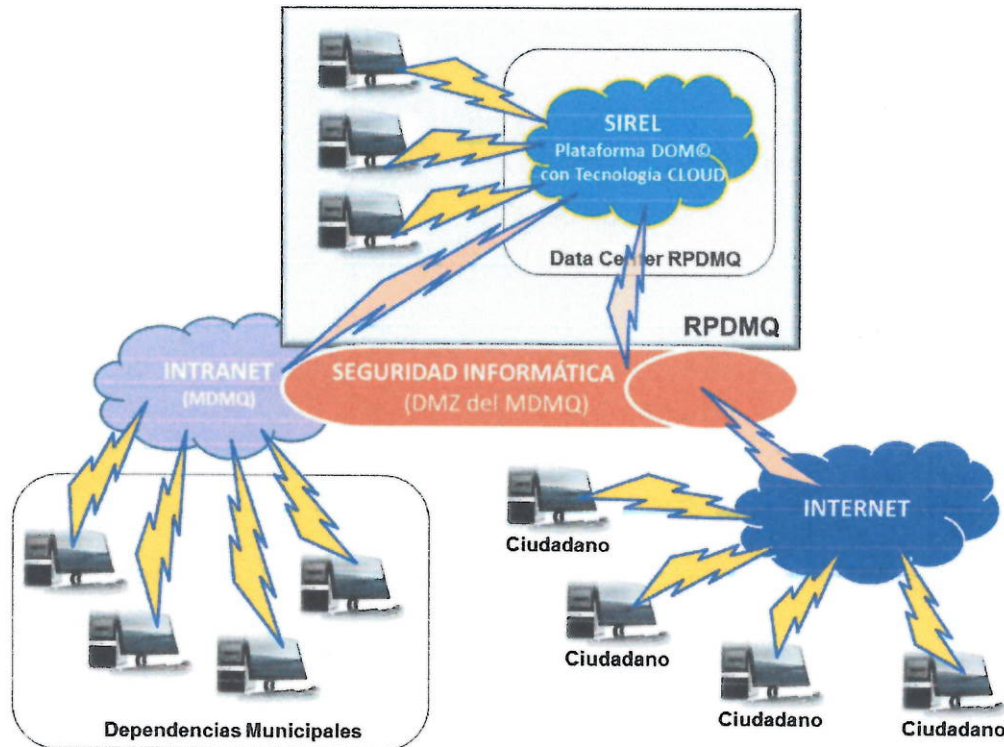 SIREL
Plataforma DOM©
con Tecnología CLOUD
Data Center RPDMQ
RPDMQ
INTRANET
(MDMQ)
SEGURIDAD INFORMÁTICA
(DMZ del MDMQ)
INTERNET
Ciudadano
Ciudadano
Ciudadano
Ciudadano
Dependencias Municipales